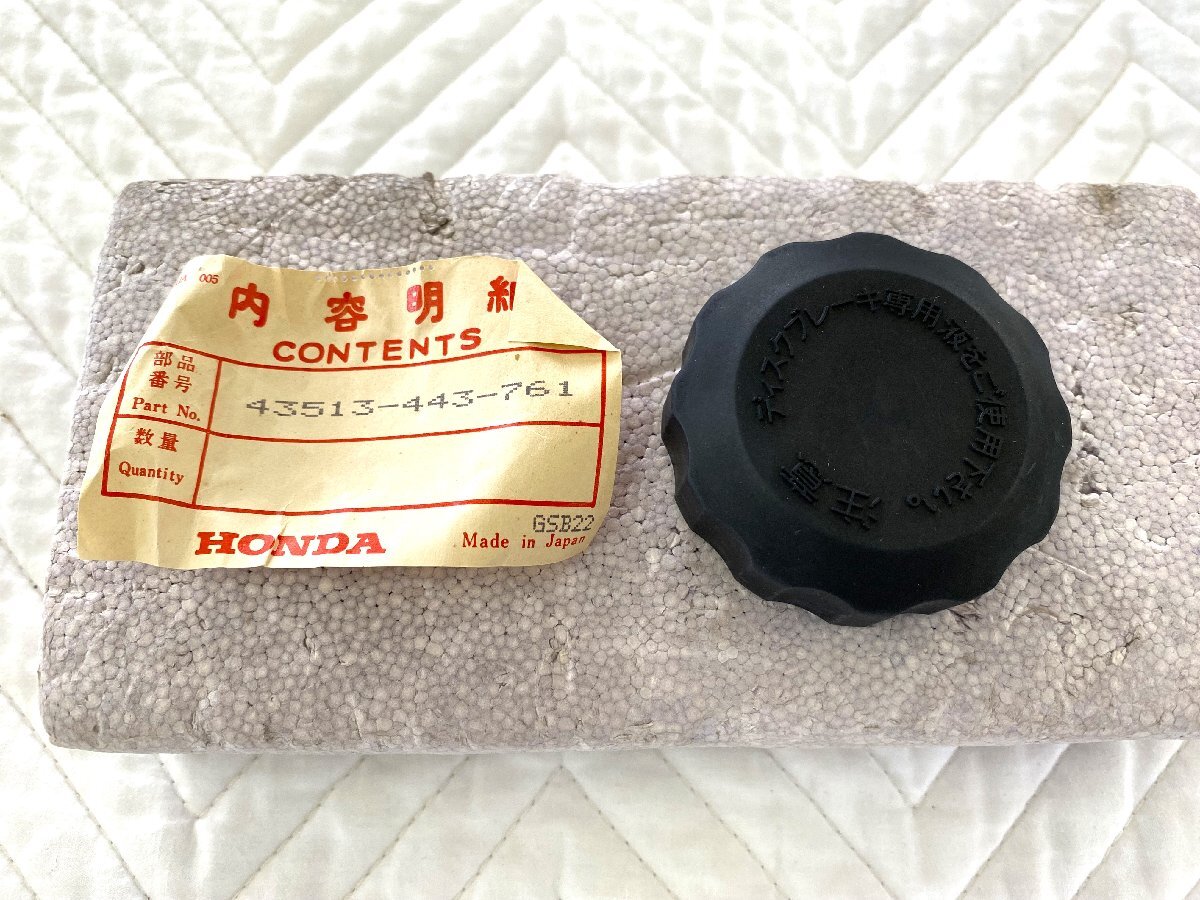 005
内容明細
CONTENTS
部品
番号
Part No.
43513-443-761
数量
Quantity
GSB22
HONDA
Made in Japan
ディスクブレーキ専用液をご使用下さい。
注意